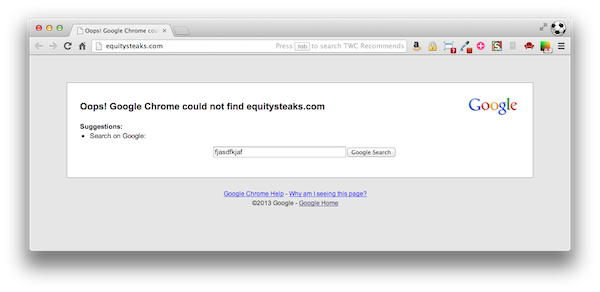 Oops! Google Chrome cou
equitysteaks.com
Press Tab to search TWC Recommends
Oops! Google Chrome could not find equitysteaks.com
Google
Suggestions:
Search on Google:
fjasdfkjaf
Google Search
Google Chrome Help - Why am I seeing this page?
©2013 Google - Google Home